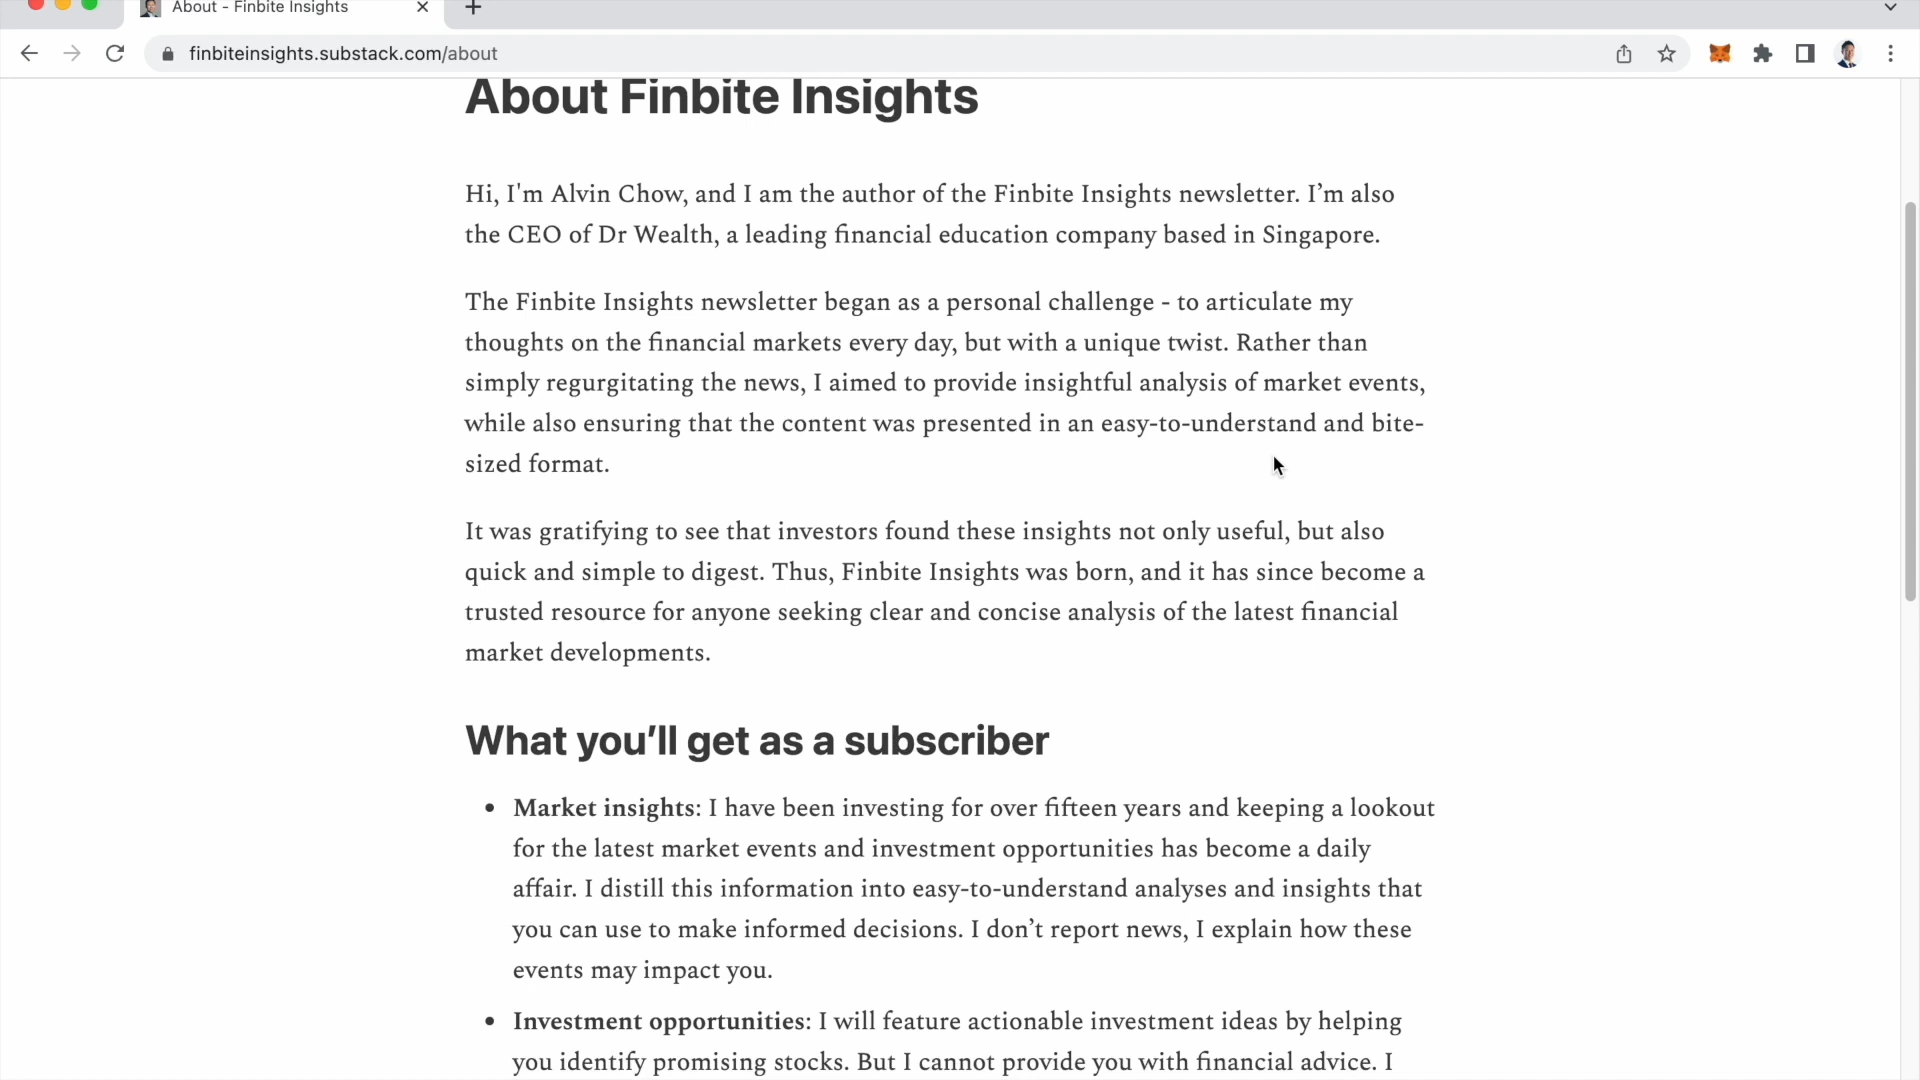 About - Finbite Insights
finbiteinsights.substack.com/about
About Finbite Insights
Hi, I'm Alvin Chow, and I am the author of the Finbite Insights newsletter. I’m also
the CEO of Dr Wealth, a leading financial education company based in Singapore.
The Finbite Insights newsletter began as a personal challenge - to articulate my
thoughts on the financial markets every day, but with a unique twist. Rather than
simply regurgitating the news, I aimed to provide insightful analysis of market events,
while also ensuring that the content was presented in an easy-to-understand and bite-
sized format.
It was gratifying to see that investors found these insights not only useful, but also
quick and simple to digest. Thus, Finbite Insights was born, and it has since become a
trusted resource for anyone seeking clear and concise analysis of the latest financial
market developments.
What you’ll get as a subscriber
Market insights: I have been investing for over fifteen years and keeping a lookout
for the latest market events and investment opportunities has become a daily
affair. I distill this information into easy-to-understand analyses and insights that
you can use to make informed decisions. I don’t report news, I explain how these
events may impact you.
Investment opportunities: I will feature actionable investment ideas by helping
you identify promising stocks. But I cannot provide you with financial advice. I